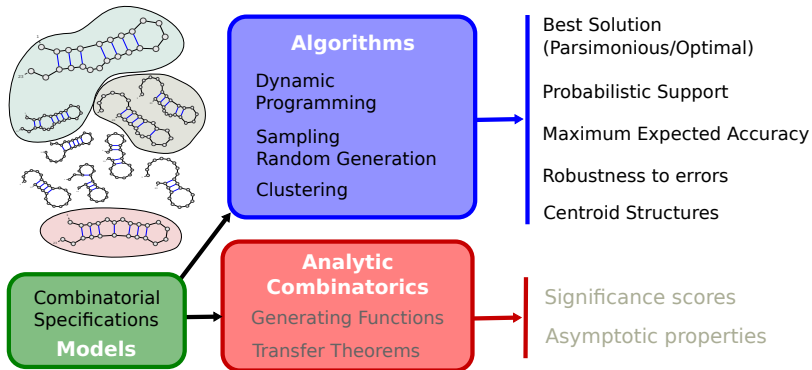 Algorithms
Dynamic
Programming
Sampling
Random Generation
Clustering
Best Solution
(Parsimonious/Optimal)
Probabilistic Support
Maximum Expected Accuracy
Robustness to errors
Centroid Structures
Combinatorial
Specifications
Models
Analytic
Combinatorics
Generating Functions
Transfer Theorems
Significance scores
Asymptotic properties